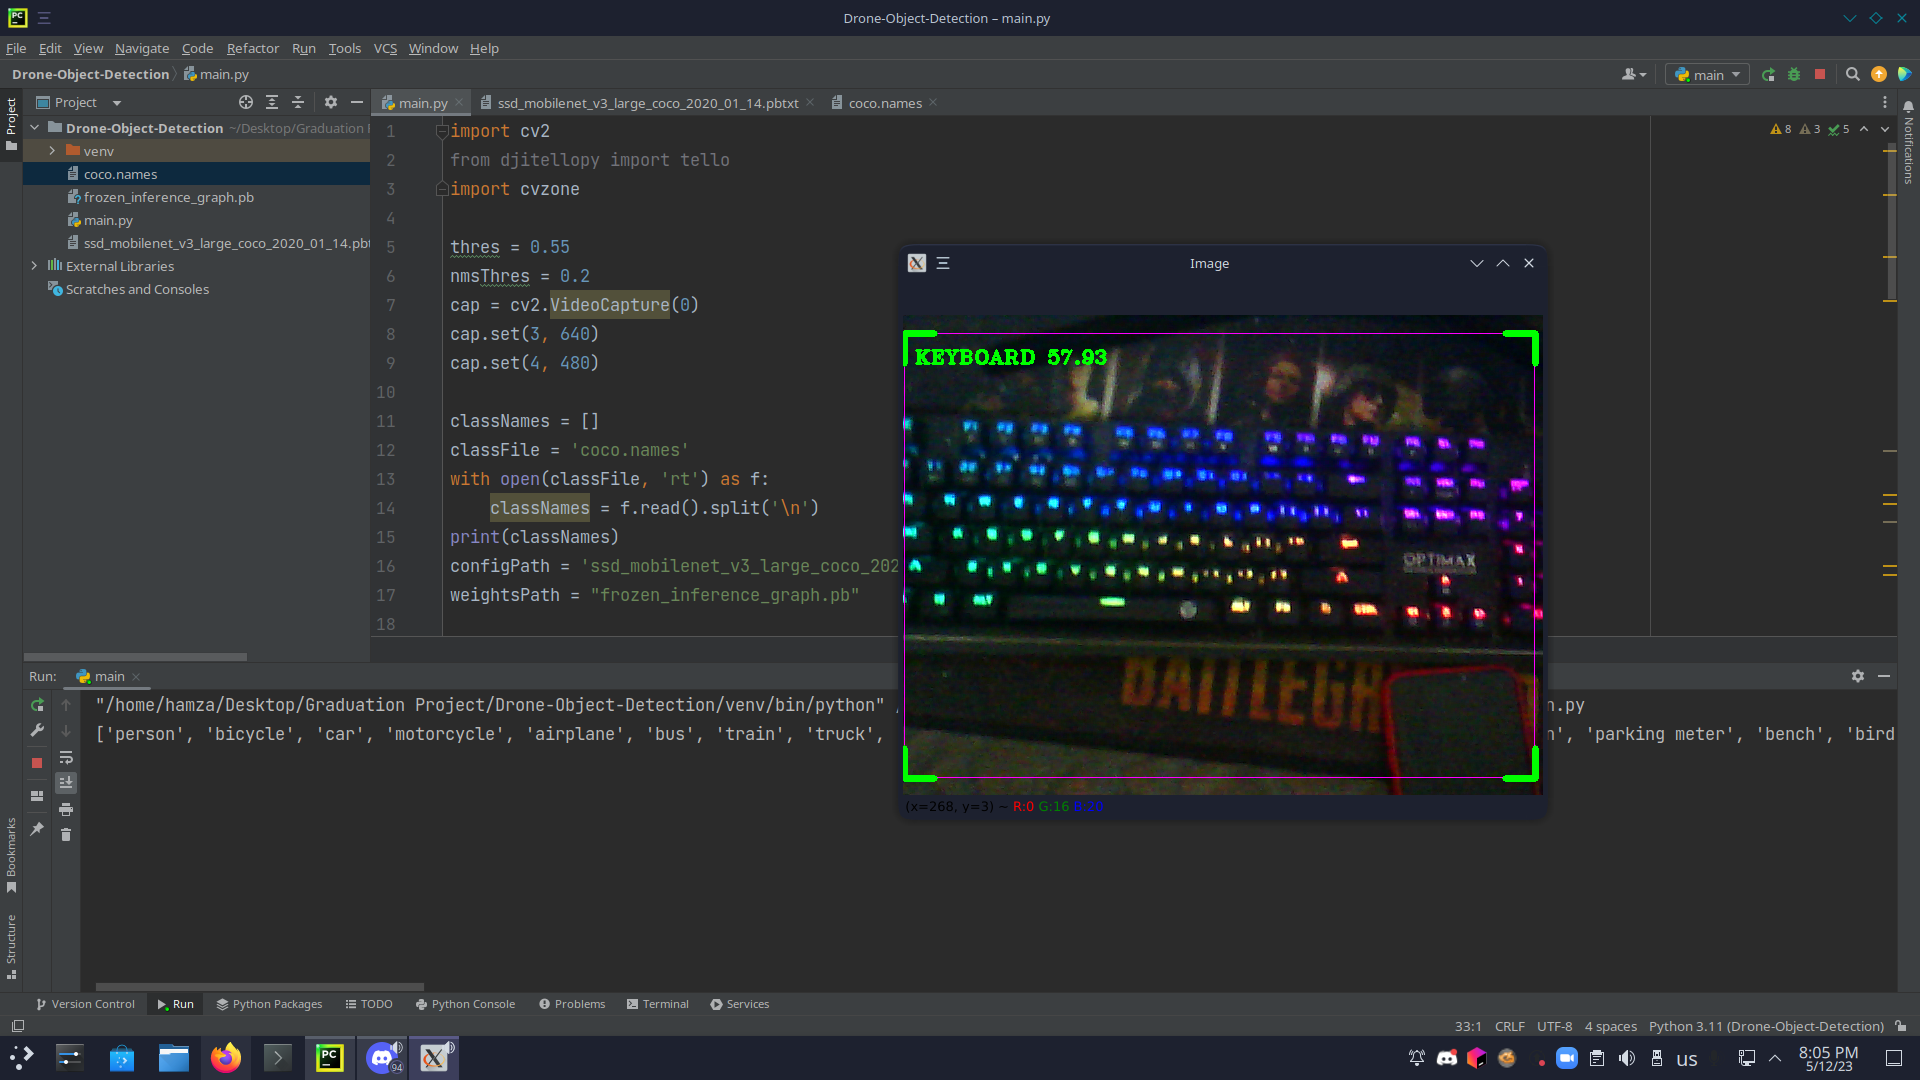 Drone-Object-Detection – main.py
File Edit View Navigate Code Refactor Run Tools VCS Window Help
Drone-Object-Detection main.py
main
Project
main.py ssd_mobilenet_v3_large_coco_2020_01_14.pbtxt coco.names
Project
Notifications
Drone-Object-Detection ~/Desktop/Graduation
venv
coco.names
frozen_inference_graph.pb
main.py
ssd_mobilenet_v3_large_coco_2020_01_14.pbt
External Libraries
Scratches and Consoles
8 3 5
1 import cv2
2 from djitellopy import tello
3 import cvzone
4
5 thres = 0.55
6 nmsThres = 0.2
7 cap = cv2.VideoCapture(0)
8 cap.set(3, 640)
9 cap.set(4, 480)
10
11 classNames = []
12 classFile = 'coco.names'
13 with open(classFile, 'rt') as f:
14 classNames = f.read().split('\n')
15 print(classNames)
16 configPath = 'ssd_mobilenet_v3_large_coco_202
17 weightsPath = "frozen_inference_graph.pb"
18
Image
KEYBOARD 57.93
OPTIMAX
(x=268, y=3) ~ R:0 G:16 B:20
Run: main
"/home/hamza/Desktop/Graduation Project/Drone-Object-Detection/venv/bin/python" n.py
['person', 'bicycle', 'car', 'motorcycle', 'airplane', 'bus', 'train', 'truck', n', 'parking meter', 'bench', 'bird
Bookmarks
Structure
Version Control Run Python Packages TODO Python Console Problems Terminal Services
33:1 CRLF UTF-8 4 spaces Python 3.11 (Drone-Object-Detection)
PC
94
us
8:05 PM
5/12/23